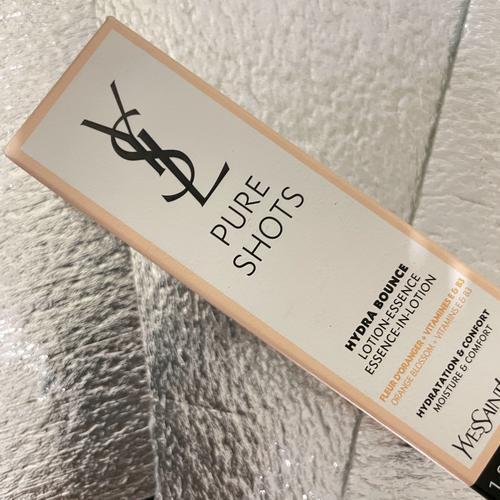 YSL
PURE
SHOTS
HYDRA BOUNCE
LOTION-ESSENCE
ESSENCE-IN-LOTION
FLEUR D'ORANGER + VITAMINES E & B3
ORANGE BLOSSOM + VITAMINS E & B3
HYDRATATION & CONFORT
MOISTURE & COMFORT